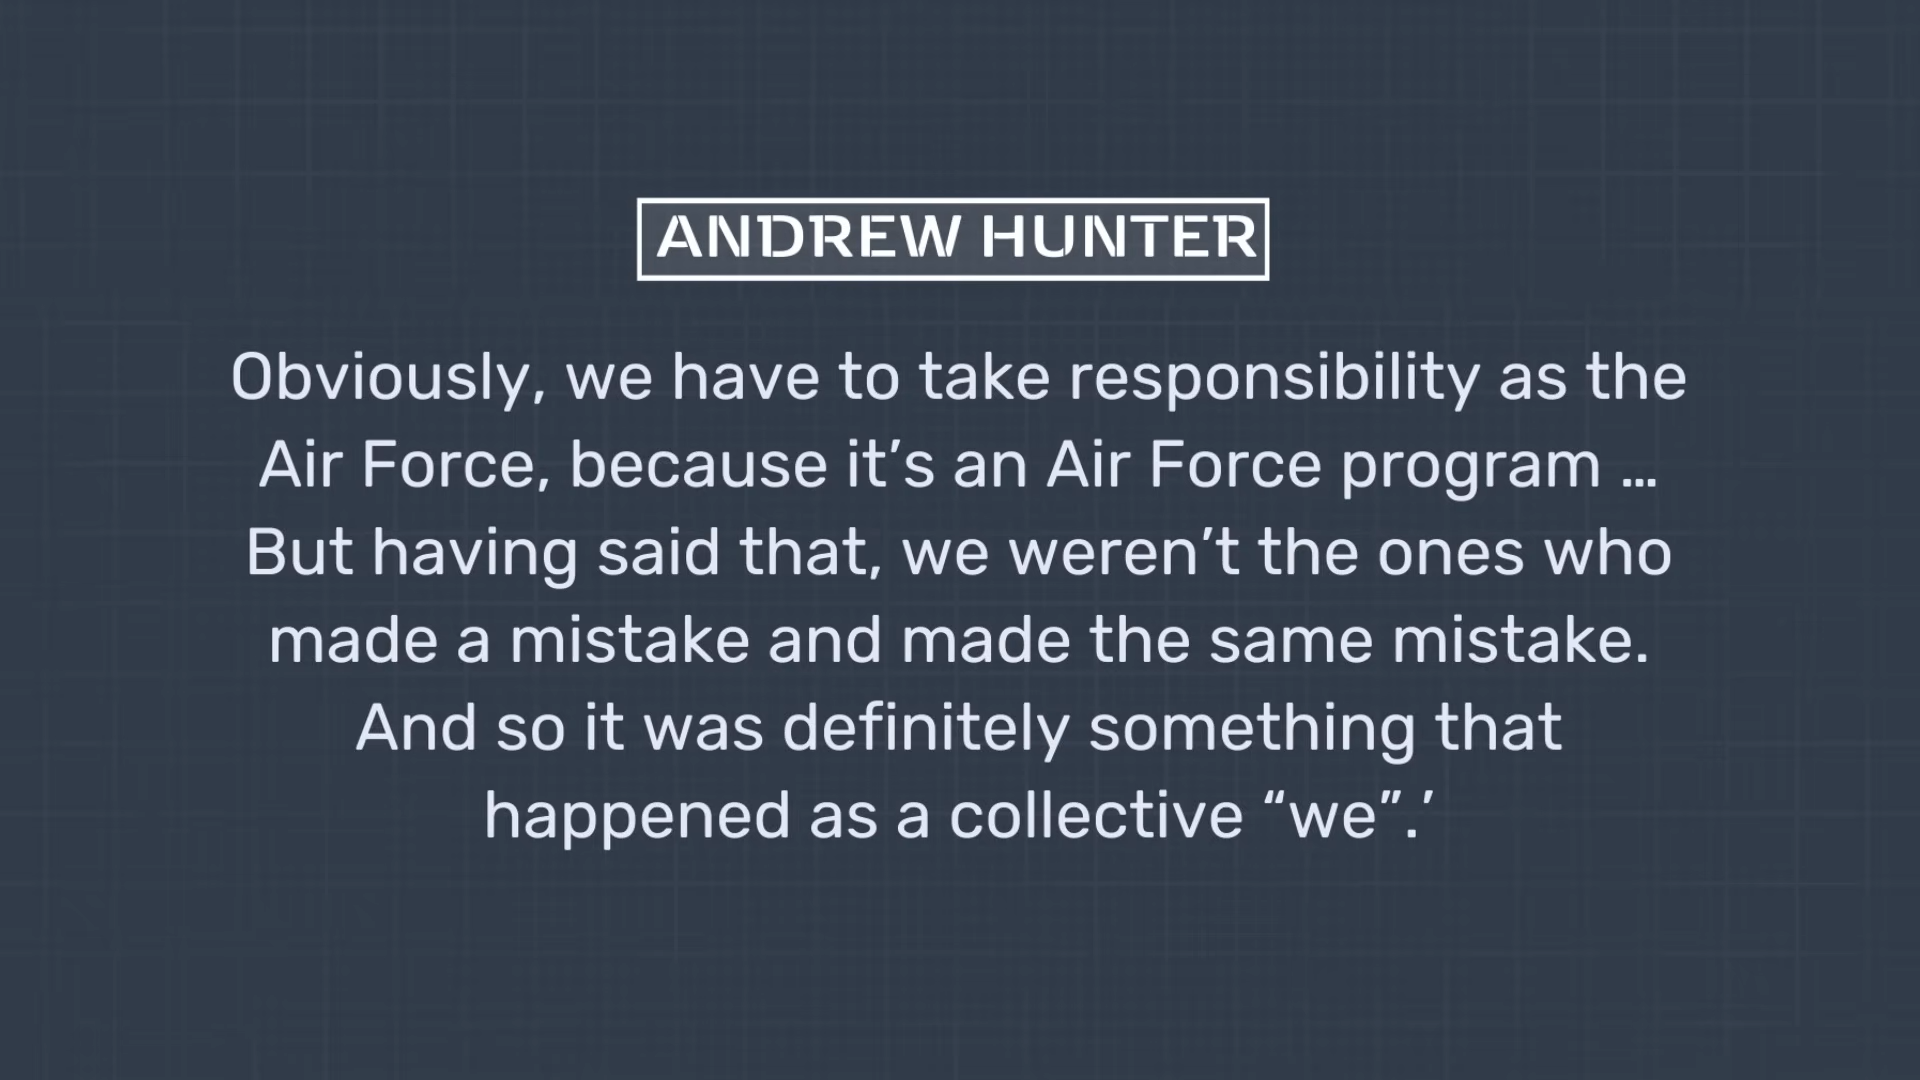 ANDREW HUNTER
Obviously, we have to take responsibility as the
Air Force, because it’s an Air Force program ...
But having said that, we weren’t the ones who
made a mistake and made the same mistake.
And so it was definitely something that
happened as a collective “we”.’